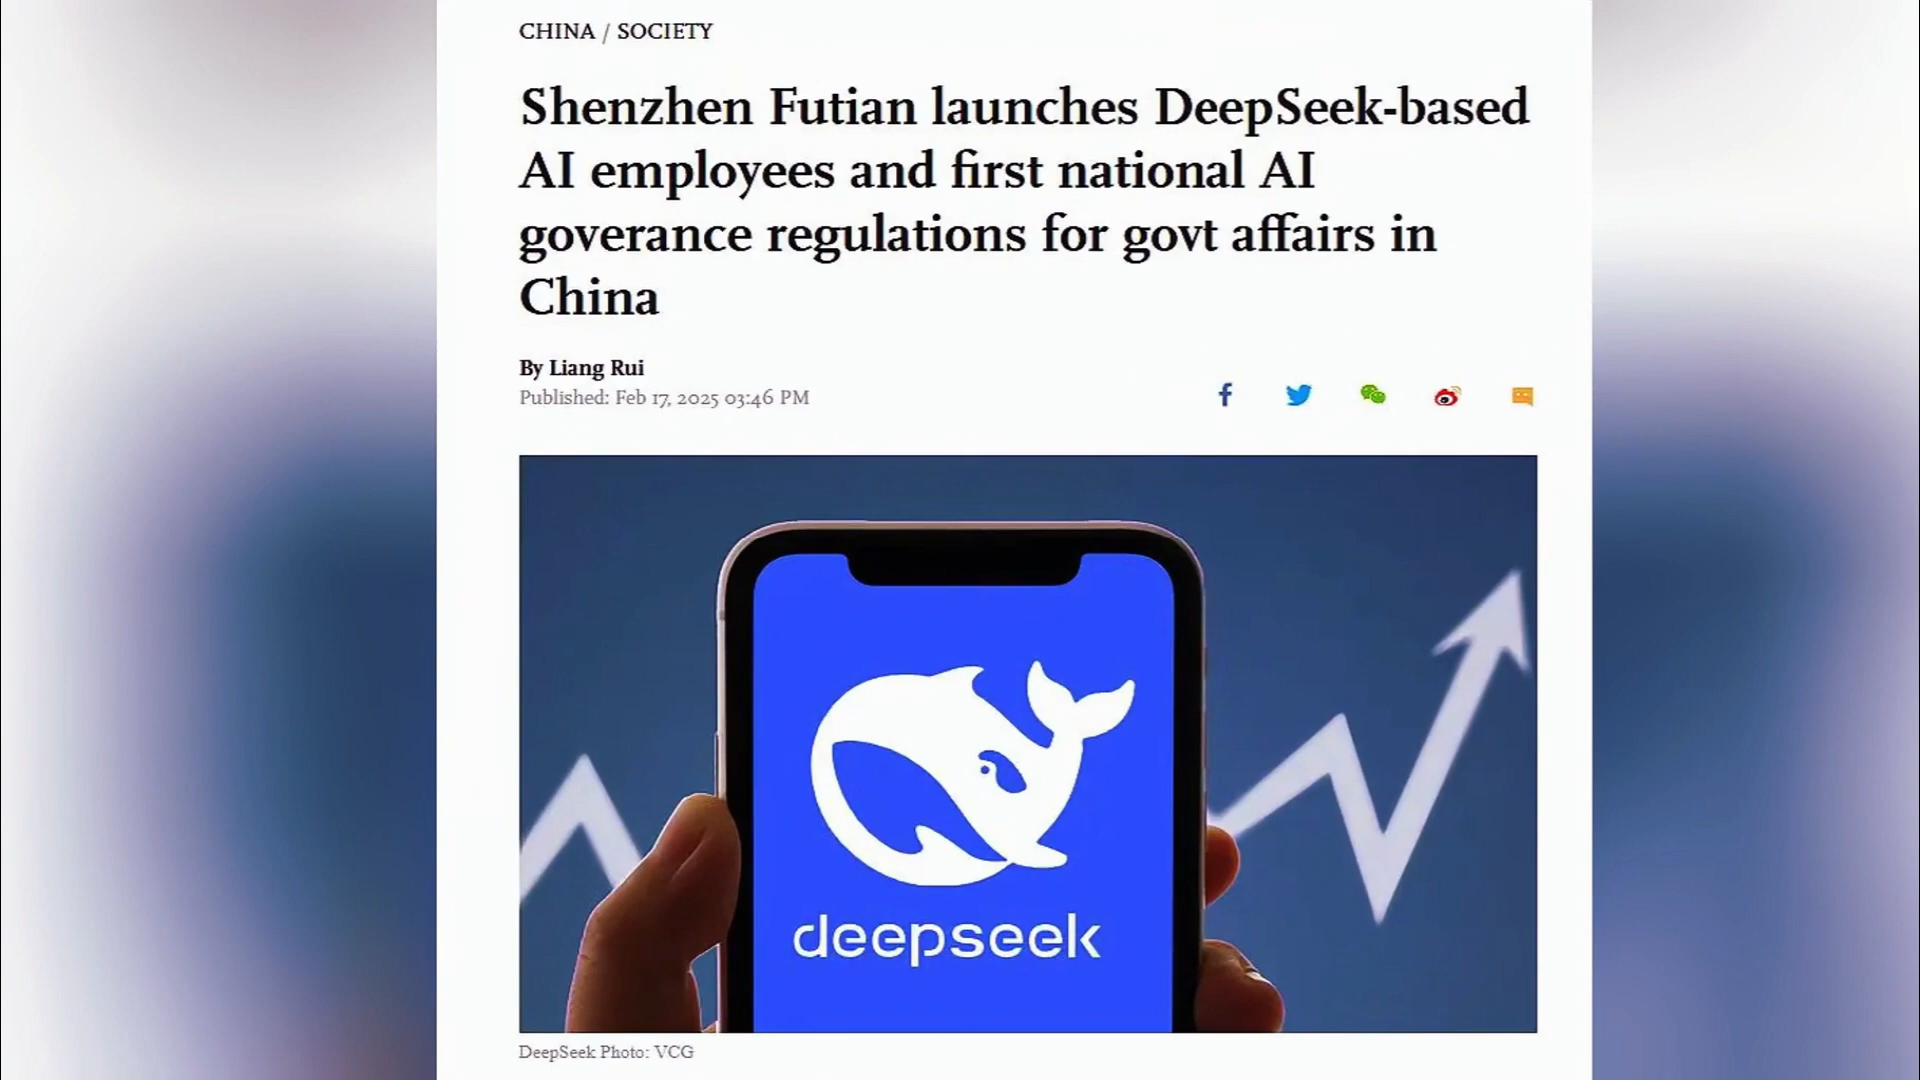 CHINA / SOCIETY
Shenzhen Futian launches DeepSeek-based
AI employees and first national AI
goverance regulations for govt affairs in
China
By Liang Rui
Published: Feb 17, 2025 03:46 PM
deepseek
DeepSeek Photo: VCG